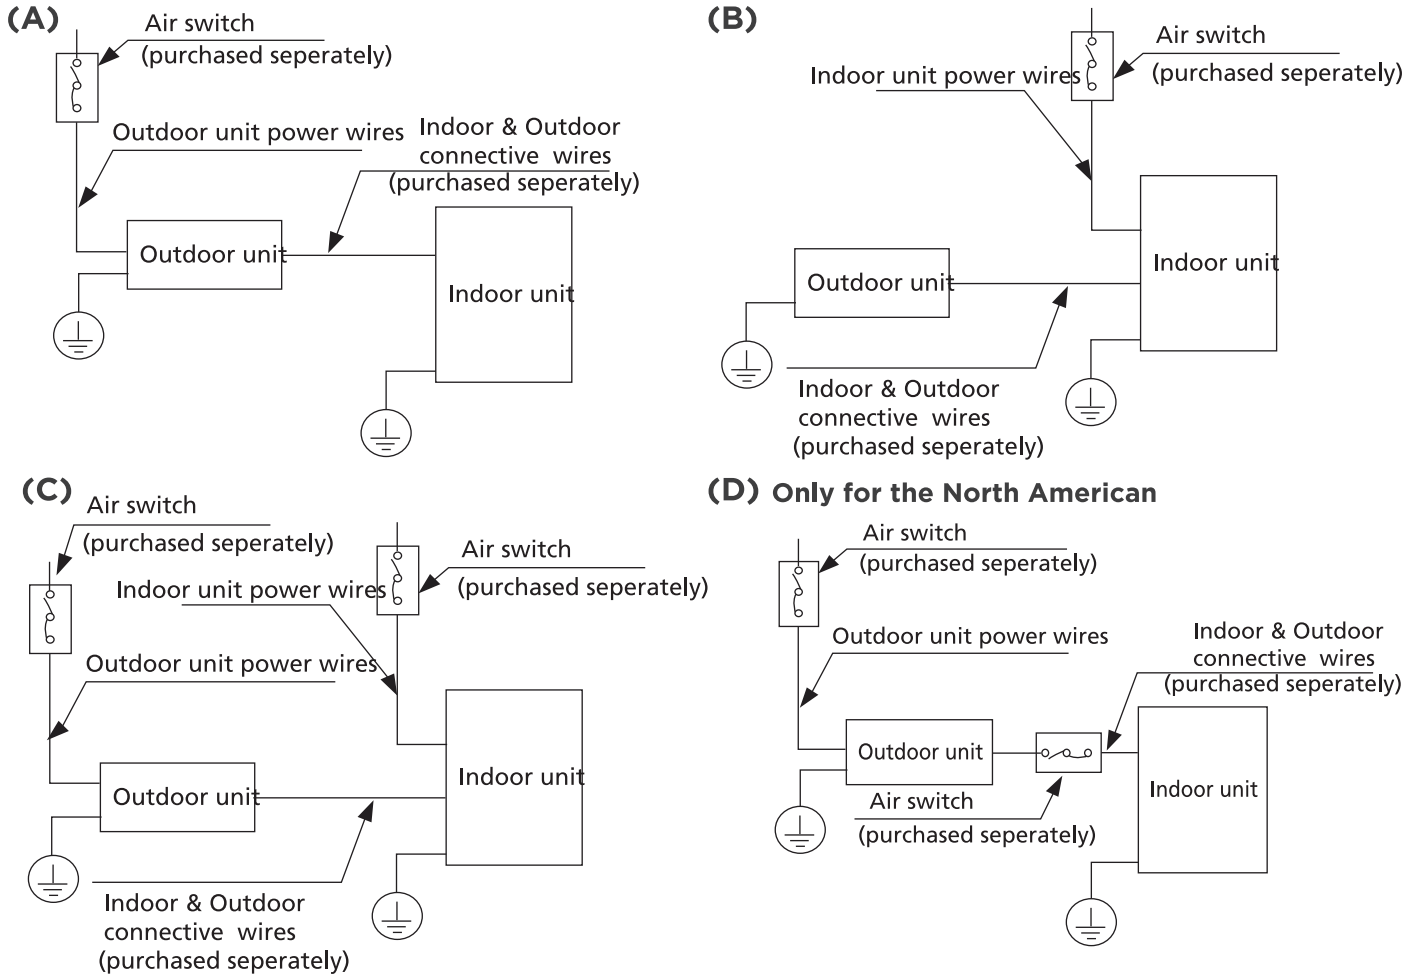 (A)
Air switch
(purchased seperately)
Outdoor unit power wires
Indoor & Outdoor
connective wires
(purchased seperately)
Outdoor unit
Indoor unit
(B)
Air switch
(purchased seperately)
Indoor unit power wires
Outdoor unit
Indoor unit
Indoor & Outdoor
connective wires
(purchased seperately)
(C)
Air switch
(purchased seperately)
Air switch
(purchased seperately)
Indoor unit power wires
Outdoor unit power wires
Outdoor unit
Indoor unit
Indoor & Outdoor
connective wires
(purchased seperately)
(D) Only for the North American
Air switch
(purchased seperately)
Outdoor unit power wires
Indoor & Outdoor
connective wires
(purchased seperately)
Outdoor unit
Indoor unit
Air switch
(purchased seperately)